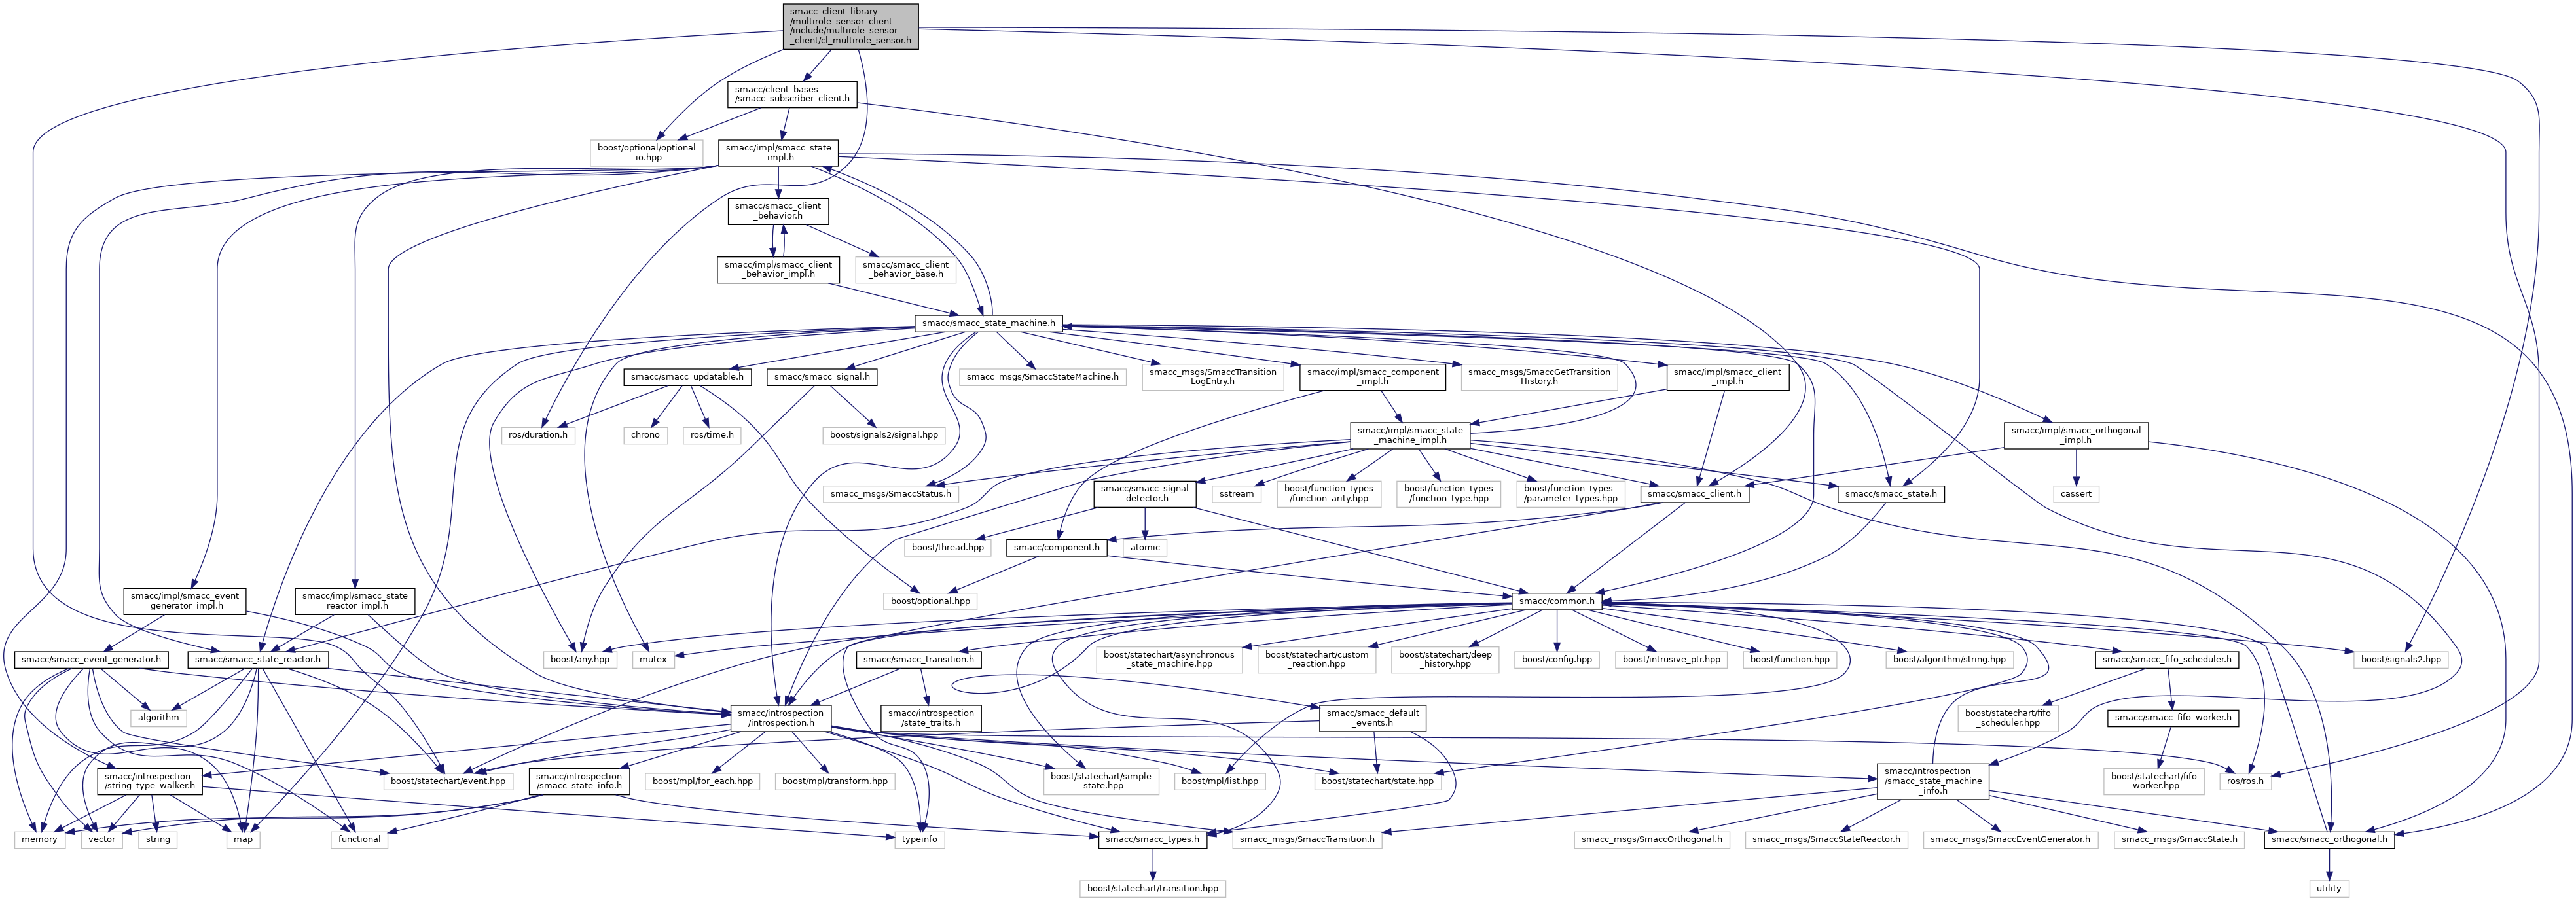 smacc_client_library
/multirole_sensor_client
/include/multirole_sensor
_client/cl_multirole_sensor.h
smacc/client_bases
/smacc_subscriber_client.h
boost/optional/optional
_io.hpp
smacc/impl/smacc_state
_impl.h
smacc/smacc_client
_behavior.h
smacc/impl/smacc_client
_behavior_impl.h
smacc/smacc_client
_behavior_base.h
smacc/smacc_state_machine.h
smacc/smacc_updatable.h
smacc/smacc_signal.h
smacc_msgs/SmaccStateMachine.h
smacc_msgs/SmaccTransition
LogEntry.h
smacc/impl/smacc_component
_impl.h
smacc_msgs/SmaccGetTransition
History.h
smacc/impl/smacc_client
_impl.h
ros/duration.h
chrono
ros/time.h
boost/signals2/signal.hpp
smacc/impl/smacc_state
_machine_impl.h
smacc/impl/smacc_orthogonal
_impl.h
smacc_msgs/SmaccStatus.h
smacc/smacc_signal
_detector.h
sstream
boost/function_types
/function_arity.hpp
boost/function_types
/function_type.hpp
boost/function_types
/parameter_types.hpp
smacc/smacc_client.h
smacc/smacc_state.h
cassert
boost/thread.hpp
smacc/component.h
atomic
smacc/impl/smacc_event
_generator_impl.h
smacc/impl/smacc_state
_reactor_impl.h
boost/optional.hpp
smacc/common.h
smacc/smacc_event_generator.h
smacc/smacc_state_reactor.h
boost/any.hpp
mutex
smacc/smacc_transition.h
boost/statechart/asynchronous
_state_machine.hpp
boost/statechart/custom
_reaction.hpp
boost/statechart/deep
_history.hpp
boost/config.hpp
boost/intrusive_ptr.hpp
boost/function.hpp
boost/algorithm/string.hpp
smacc/smacc_fifo_scheduler.h
boost/signals2.hpp
algorithm
smacc/introspection
/introspection.h
smacc/introspection
/state_traits.h
smacc/smacc_default
_events.h
boost/statechart/fifo
_scheduler.hpp
smacc/smacc_fifo_worker.h
smacc/introspection
/string_type_walker.h
boost/statechart/event.hpp
smacc/introspection
/smacc_state_info.h
boost/mpl/for_each.hpp
boost/mpl/transform.hpp
boost/statechart/simple
_state.hpp
boost/mpl/list.hpp
boost/statechart/state.hpp
smacc/introspection
/smacc_state_machine
_info.h
boost/statechart/fifo
_worker.hpp
ros/ros.h
memory
vector
string
map
functional
typeinfo
smacc/smacc_types.h
smacc_msgs/SmaccTransition.h
smacc_msgs/SmaccOrthogonal.h
smacc_msgs/SmaccStateReactor.h
smacc_msgs/SmaccEventGenerator.h
smacc_msgs/SmaccState.h
smacc/smacc_orthogonal.h
boost/statechart/transition.hpp
utility